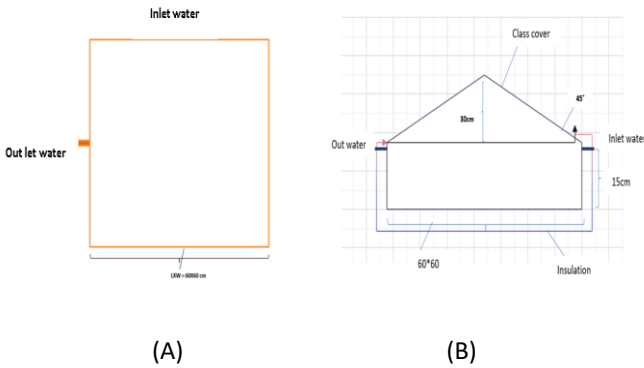 Inlet water
Out let water
LXW = 60X60 cm
(A)
Class cover
45°
30cm
Out water
Inlet water
15cm
60*60
Insulation
(B)